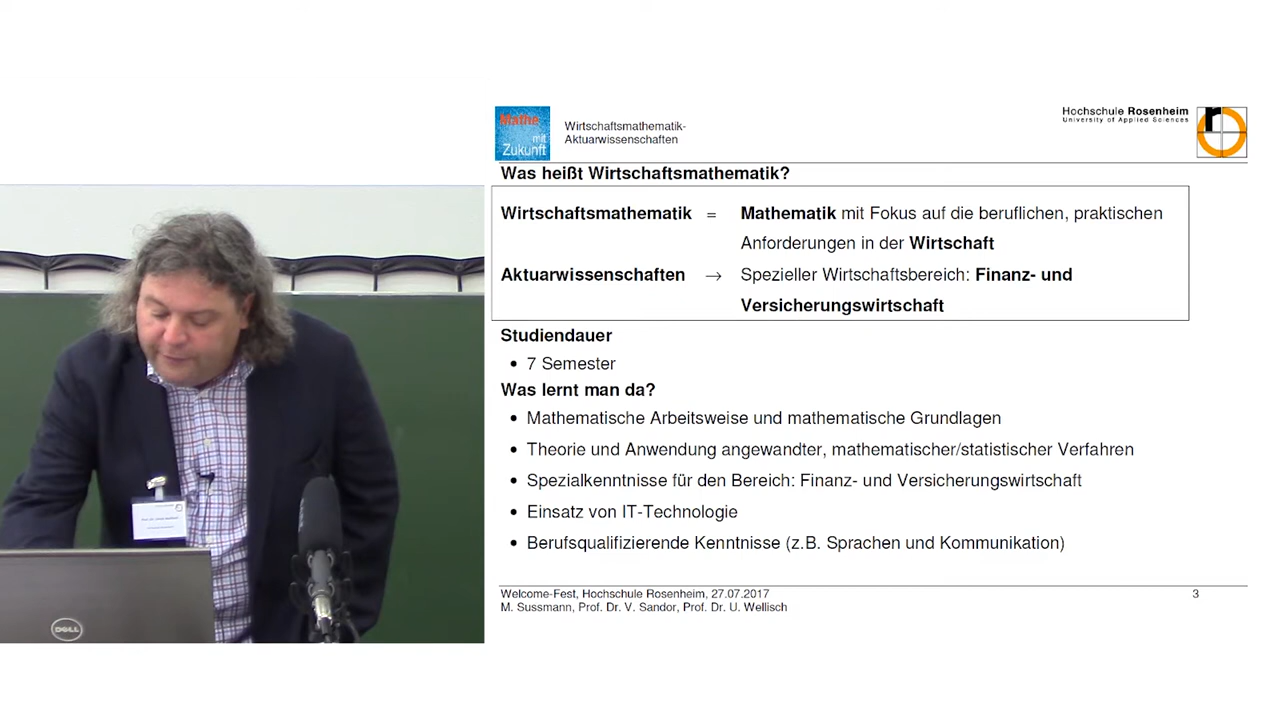 Mathe
mit
Zukunft
Wirtschaftsmathematik-
Aktuarwissenschaften
Hochschule Rosenheim
University of Applied Sciences
r
Was heißt Wirtschaftsmathematik?
Wirtschaftsmathematik = Mathematik mit Fokus auf die beruflichen, praktischen
Anforderungen in der Wirtschaft
Aktuarwissenschaften → Spezieller Wirtschaftsbereich: Finanz- und
Versicherungswirtschaft
Studiendauer
• 7 Semester
Was lernt man da?
• Mathematische Arbeitsweise und mathematische Grundlagen
• Theorie und Anwendung angewandter, mathematischer/statistischer Verfahren
• Spezialkenntnisse für den Bereich: Finanz- und Versicherungswirtschaft
• Einsatz von IT-Technologie
• Berufsqualifizierende Kenntnisse (z.B. Sprachen und Kommunikation)
Welcome-Fest, Hochschule Rosenheim, 27.07.2017 3
M. Sussmann, Prof. Dr. V. Sandor, Prof. Dr. U. Wellisch
DELL